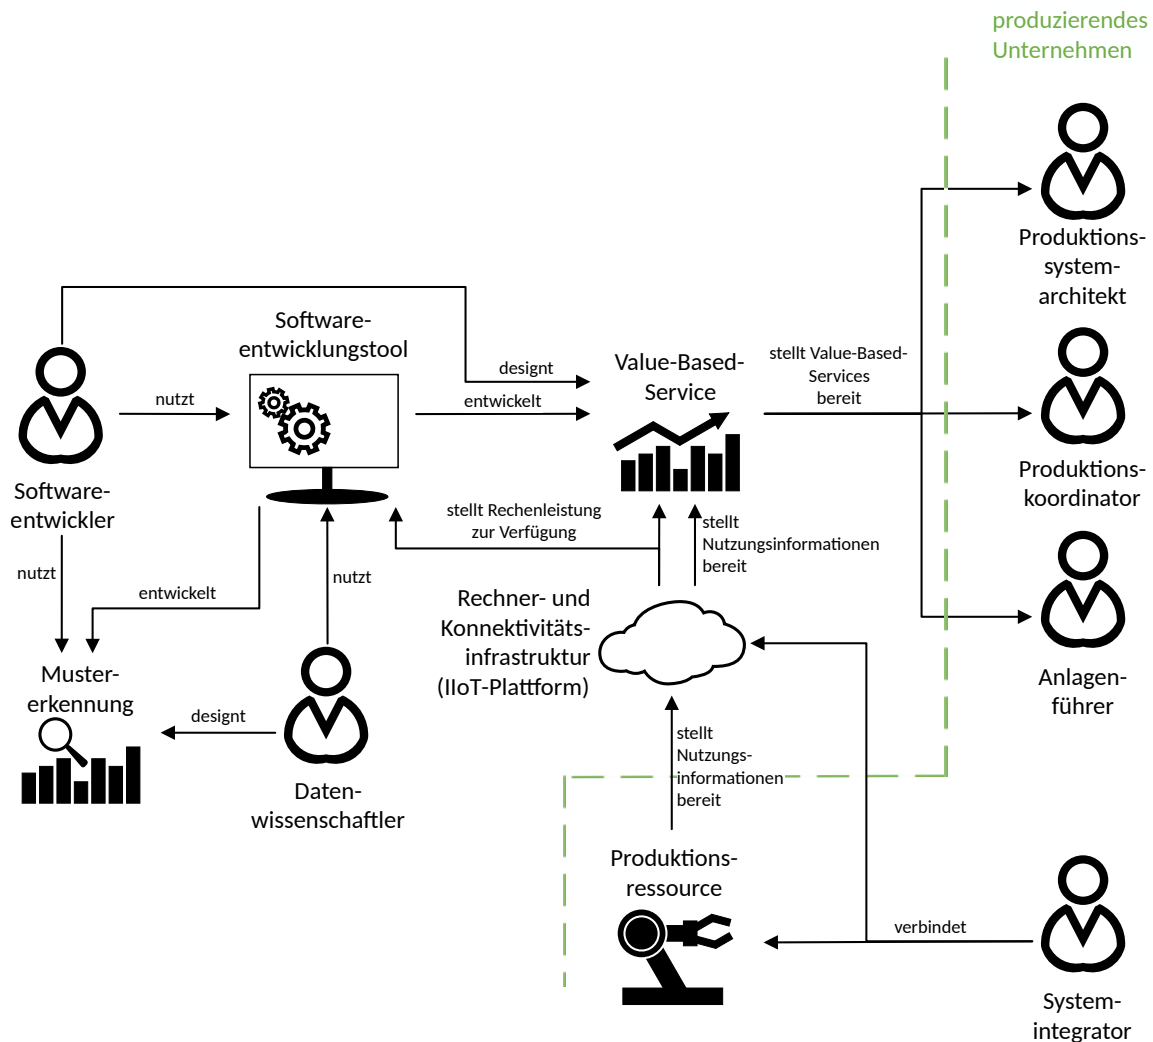 produzierendes
Unternehmen
Produktions-
system-
architekt
Software-
entwicklungstool
designt
entwickelt
nutzt
Value-Based-
Service
stellt Value-Based-
Services
bereit
Software-
entwickler
Produktions-
koordinator
stellt Rechenleistung
zur Verfügung
stellt
Nutzungsinformationen
bereit
nutzt
entwickelt
nutzt
Rechner- und
Konnektivitäts-
infrastruktur
(IIoT-Plattform)
Muster-
erkennung
designt
Anlagen-
führer
stellt
Nutzungs-
informationen
bereit
Daten-
wissenschaftler
Produktions-
ressource
verbindet
System-
integrator